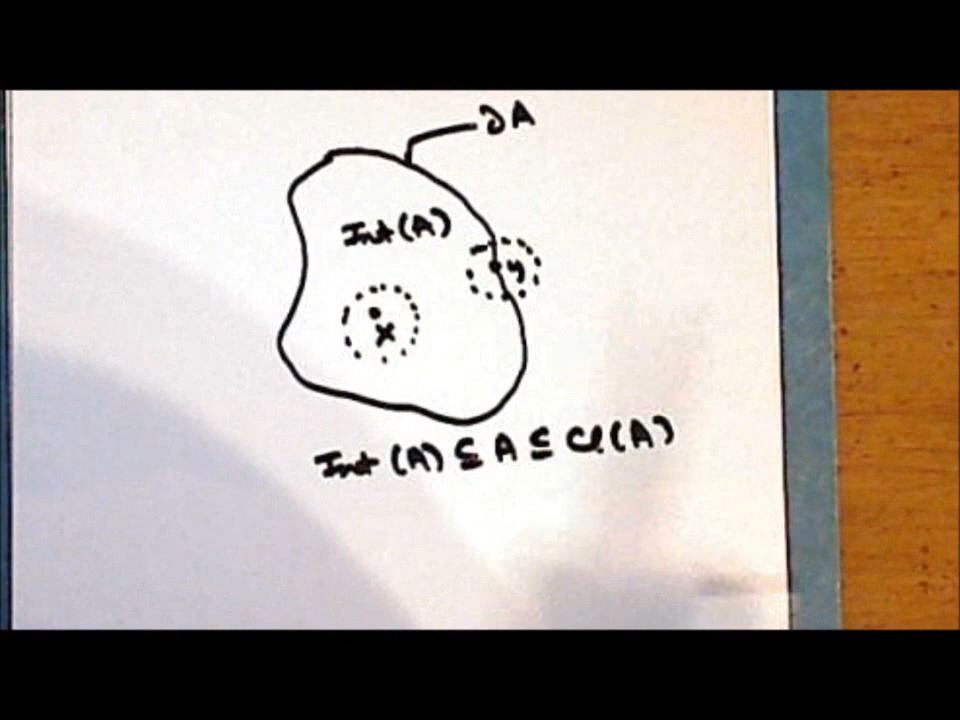 ∂A
Int(A)
y
x
Int (A) ⊆ A ⊆ Cl(A)